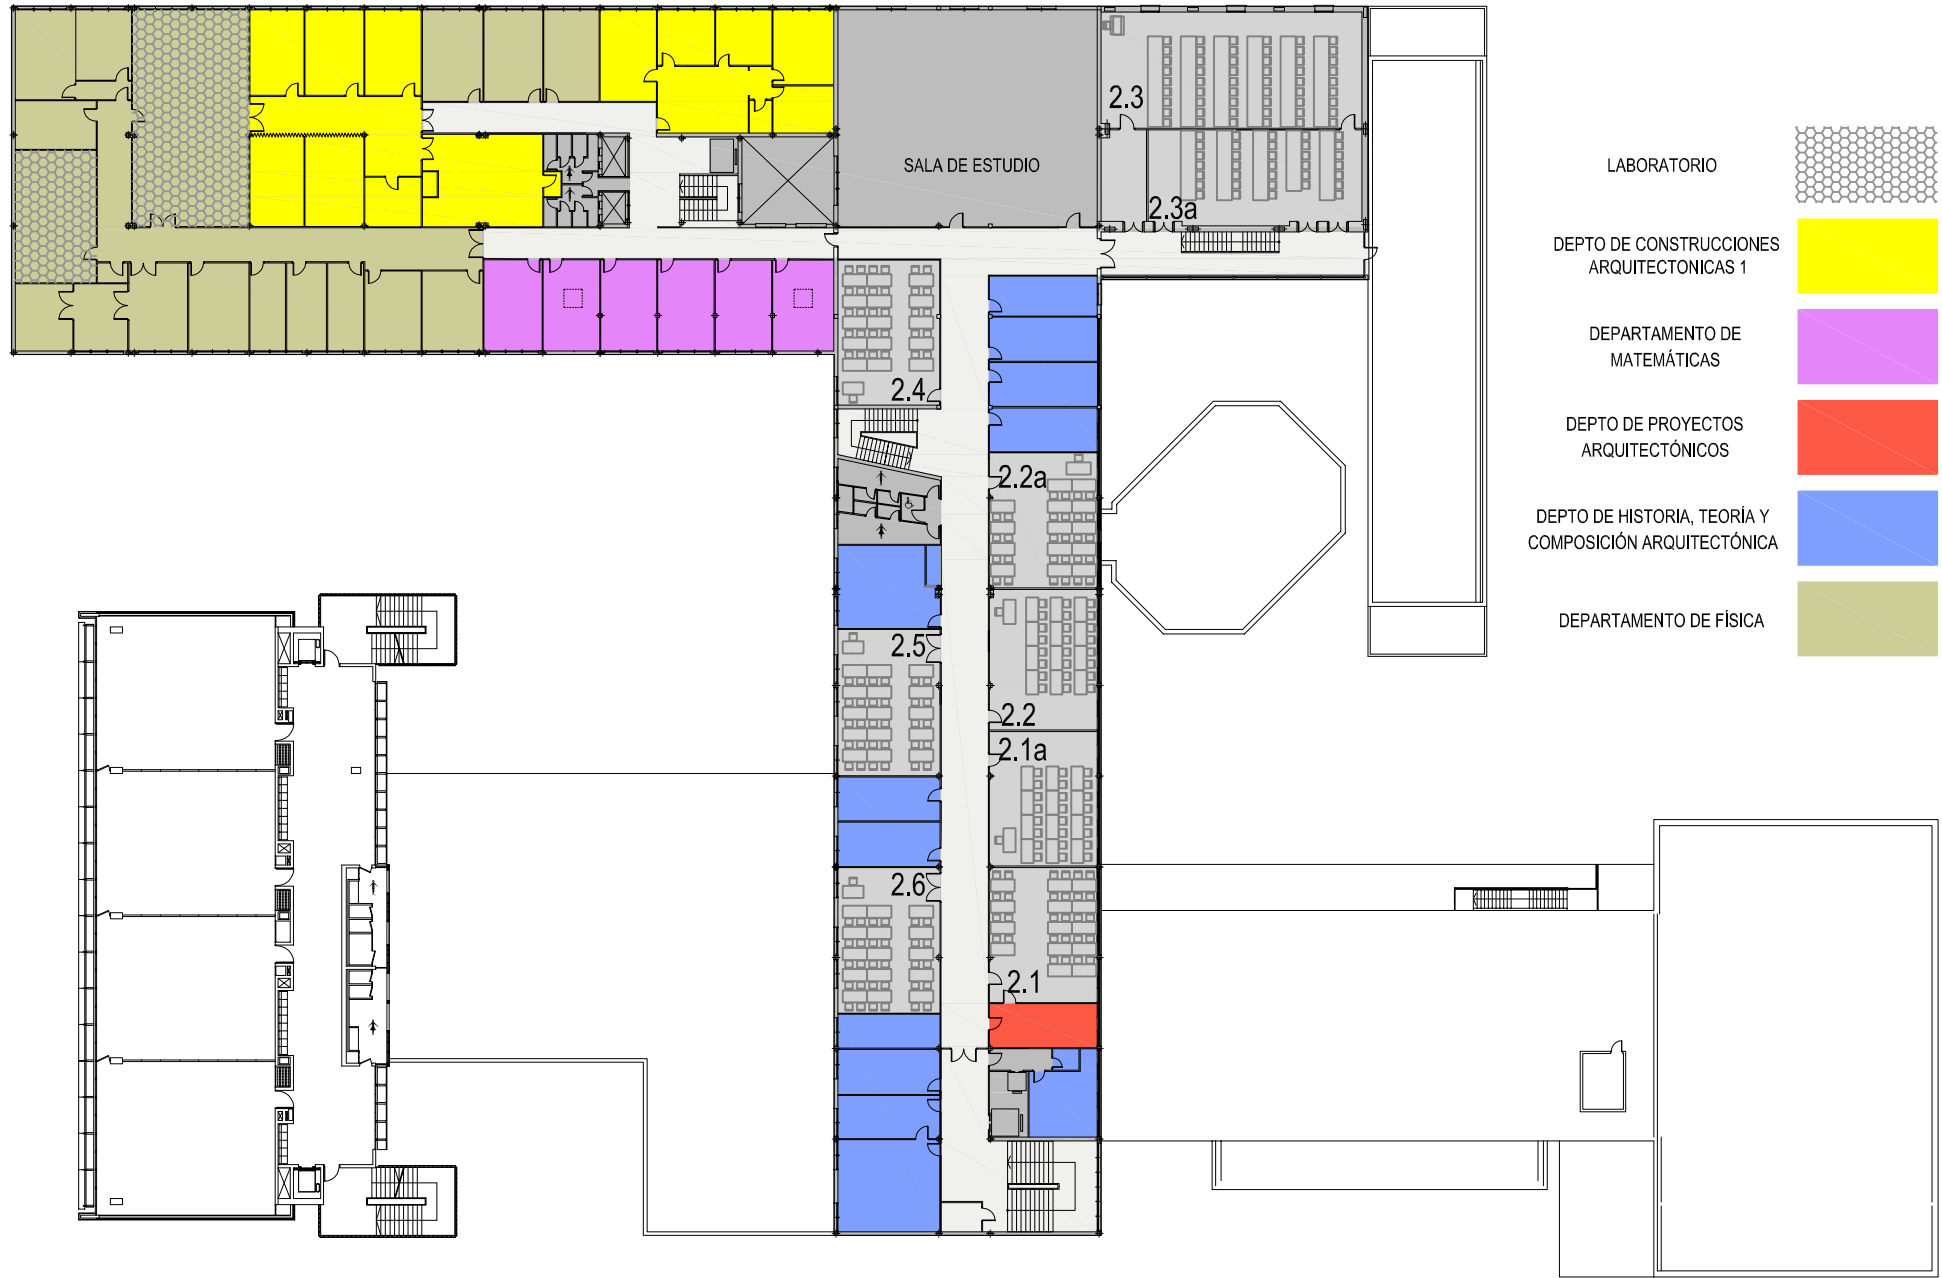 2.3
SALA DE ESTUDIO
2.3a
2.4
2.2a
2.5
2.2
2.1a
2.6
2.1
LABORATORIO
DEPTO DE CONSTRUCCIONES
ARQUITECTONICAS 1
DEPARTAMENTO DE
MATEMÁTICAS
DEPTO DE PROYECTOS
ARQUITECTÓNICOS
DEPTO DE HISTORIA, TEORÍA Y
COMPOSICIÓN ARQUITECTÓNICA
DEPARTAMENTO DE FÍSICA